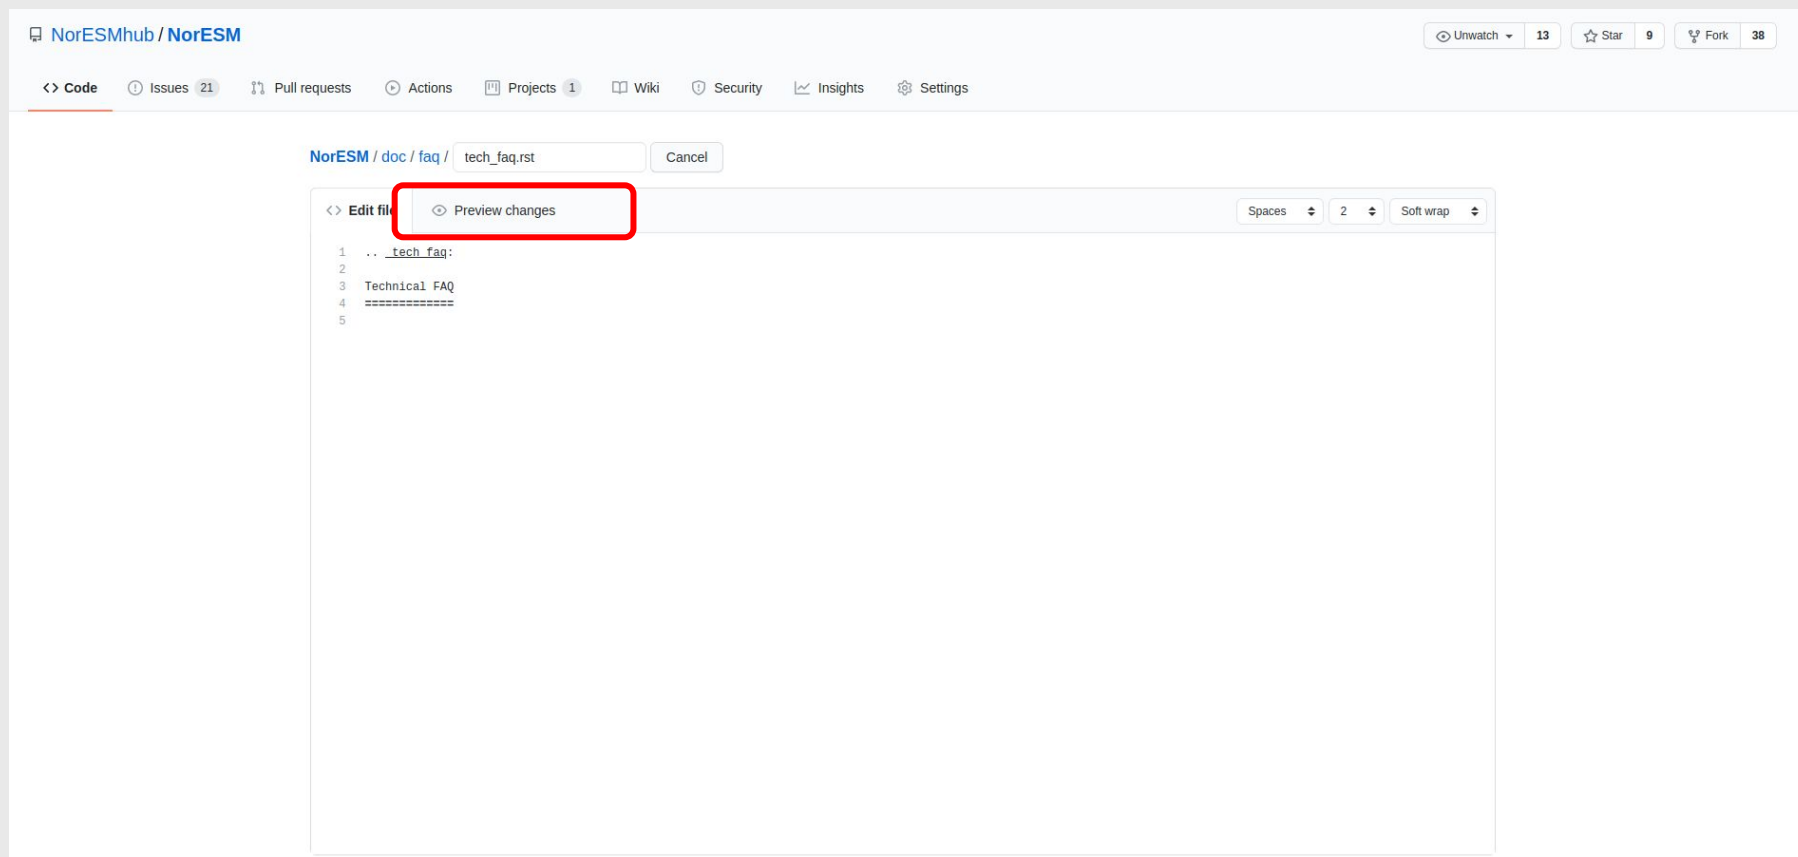 NorESMhub / NorESM
Unwatch 13 Star 9 Fork 38
Code Issues 21 Pull requests Actions Projects 1 Wiki Security Insights Settings
NorESM / doc / faq / tech_faq.rst Cancel
Edit file Preview changes Spaces 2 Soft wrap
1 .. _tech_faq:
2
3 Technical FAQ
4 =============
5